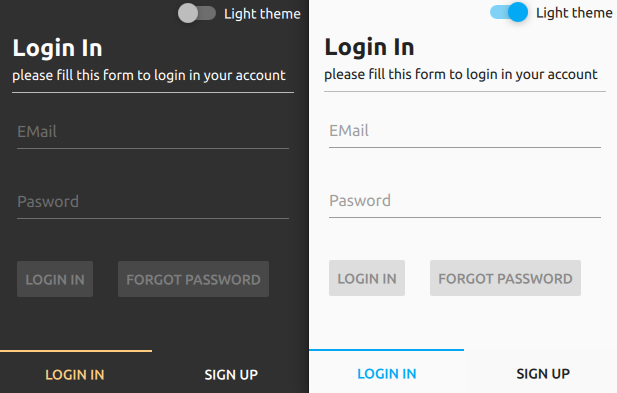 Light theme
Login In
please fill this form to login in your account
EMail
Pasword
LOGIN IN FORGOT PASSWORD
LOGIN IN SIGN UP
Light theme
Login In
please fill this form to login in your account
EMail
Pasword
LOGIN IN FORGOT PASSWORD
LOGIN IN SIGN UP